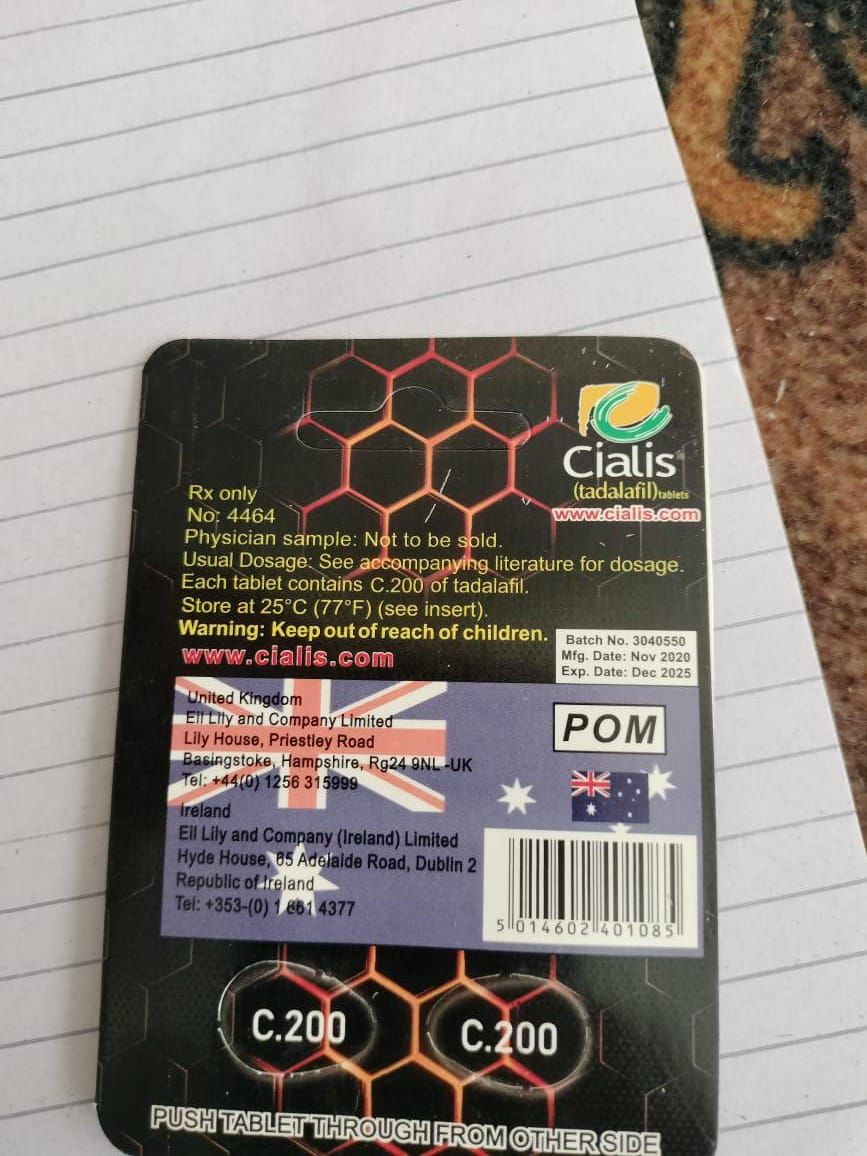 Cialis®
(tadalafil)tablets
www.cialis.com
Rx only
No: 4464
Physician sample: Not to be sold.
Usual Dosage: See accompanying literature for dosage.
Each tablet contains C.200 of tadalafil.
Store at 25°C (77°F) (see insert).
Warning: Keep out of reach of children.
www.cialis.com
Batch No. 3040550
Mfg. Date: Nov 2020
Exp. Date: Dec 2025
United Kingdom
Eil Lily and Company Limited
Lily House, Priestley Road
Basingstoke, Hampshire, Rg24 9NL -UK
Tel: +44(0) 1256 315999
Ireland
Eil Lily and Company (Ireland) Limited
Hyde House, 65 Adelaide Road, Dublin 2
Republic of Ireland
Tel: +353-(0) 1 661 4377
POM
5 014602 401085
C.200
C.200
PUSH TABLET THROUGH FROM OTHER SIDE